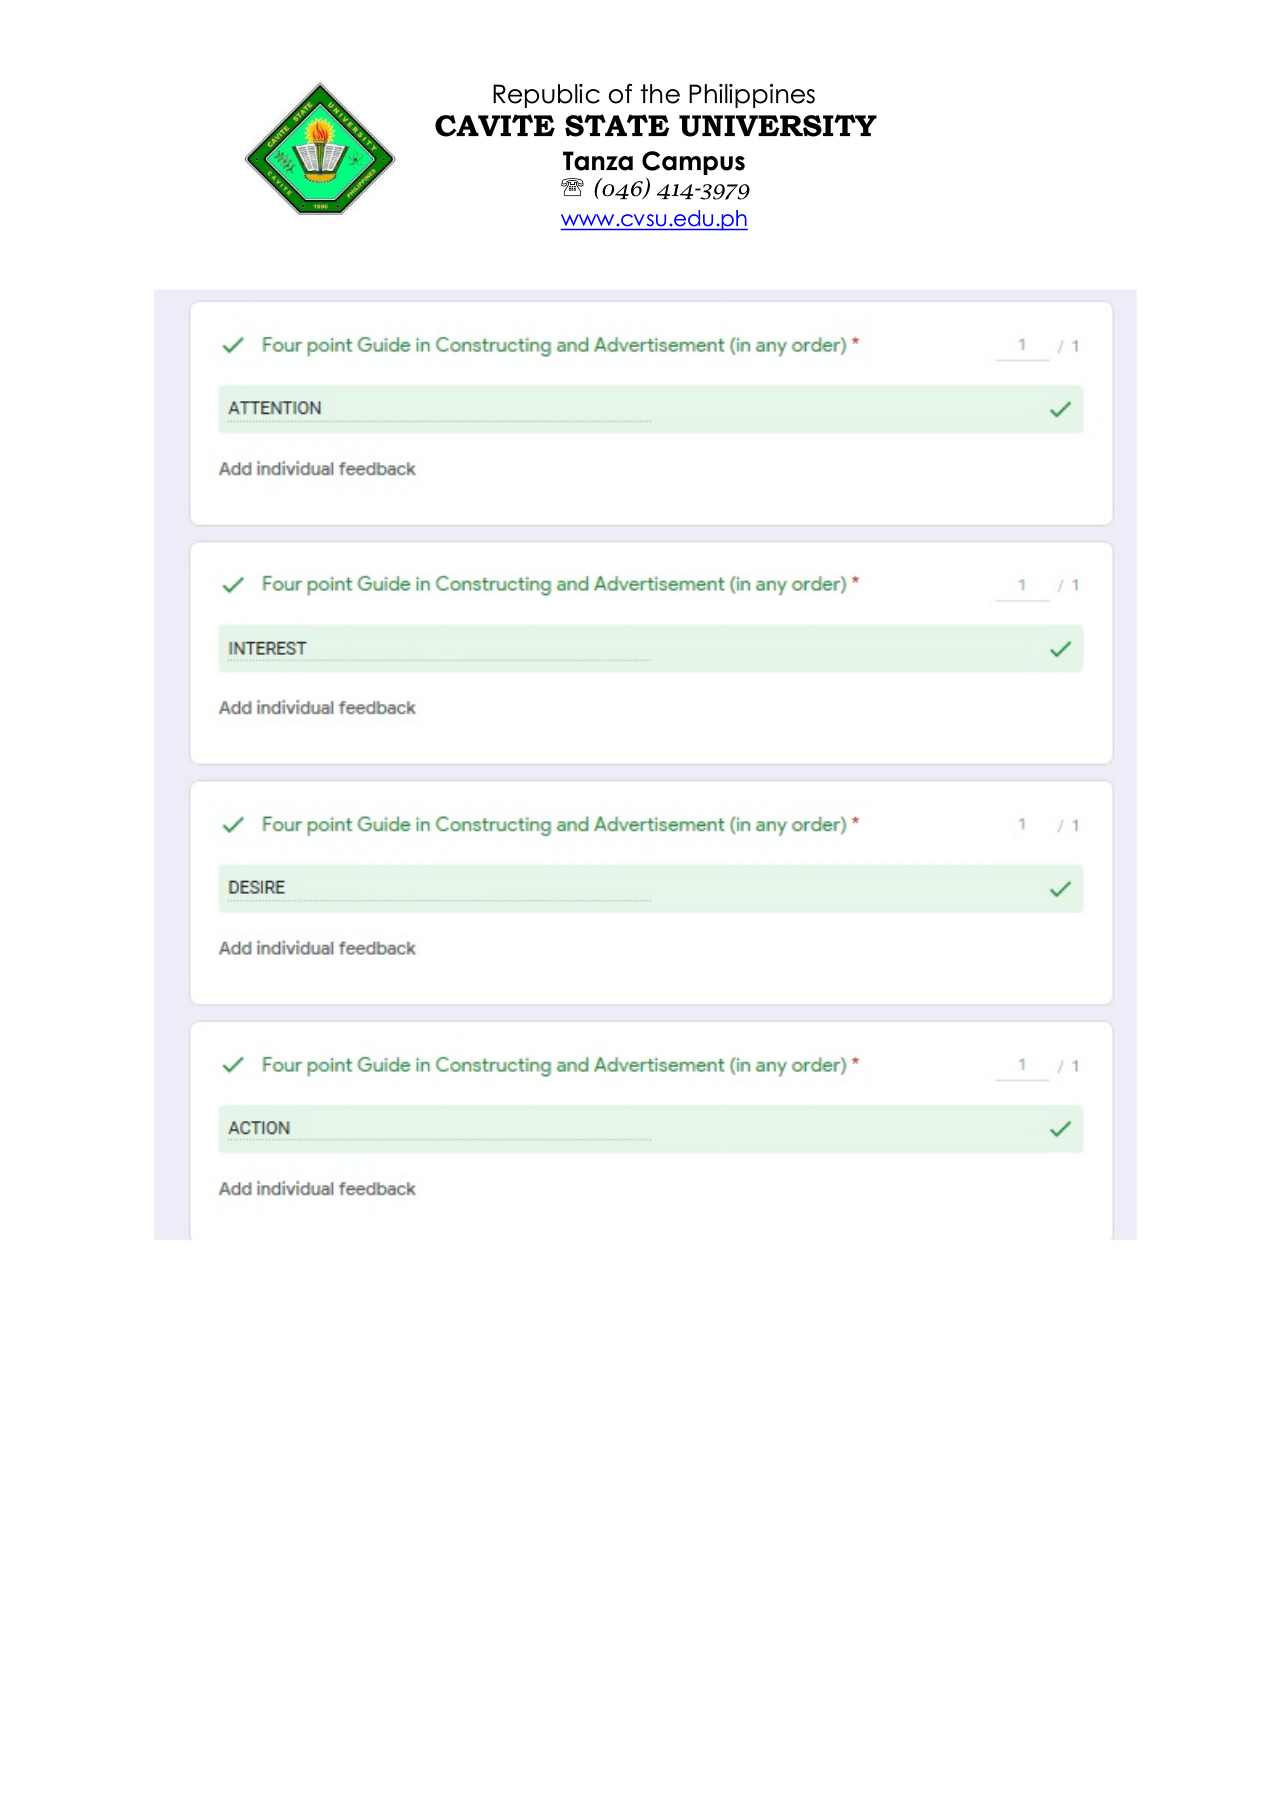 Republic of the Philippines
CAVITE STATE UNIVERSITY
Tanza Campus
☏ (046) 414-3979
www.cvsu.edu.ph
CAVITE STATE UNIVERSITY
CAVITE PHILIPPINES
1906
Four point Guide in Constructing and Advertisement (in any order) * 1 / 1
ATTENTION
Add individual feedback
Four point Guide in Constructing and Advertisement (in any order) * 1 / 1
INTEREST
Add individual feedback
Four point Guide in Constructing and Advertisement (in any order) * 1 / 1
DESIRE
Add individual feedback
Four point Guide in Constructing and Advertisement (in any order) * 1 / 1
ACTION
Add individual feedback